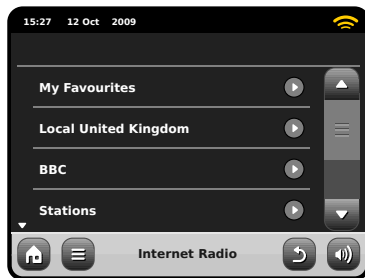 15:27 12 Oct 2009
My Favourites
Local United Kingdom
BBC
Stations
Internet Radio